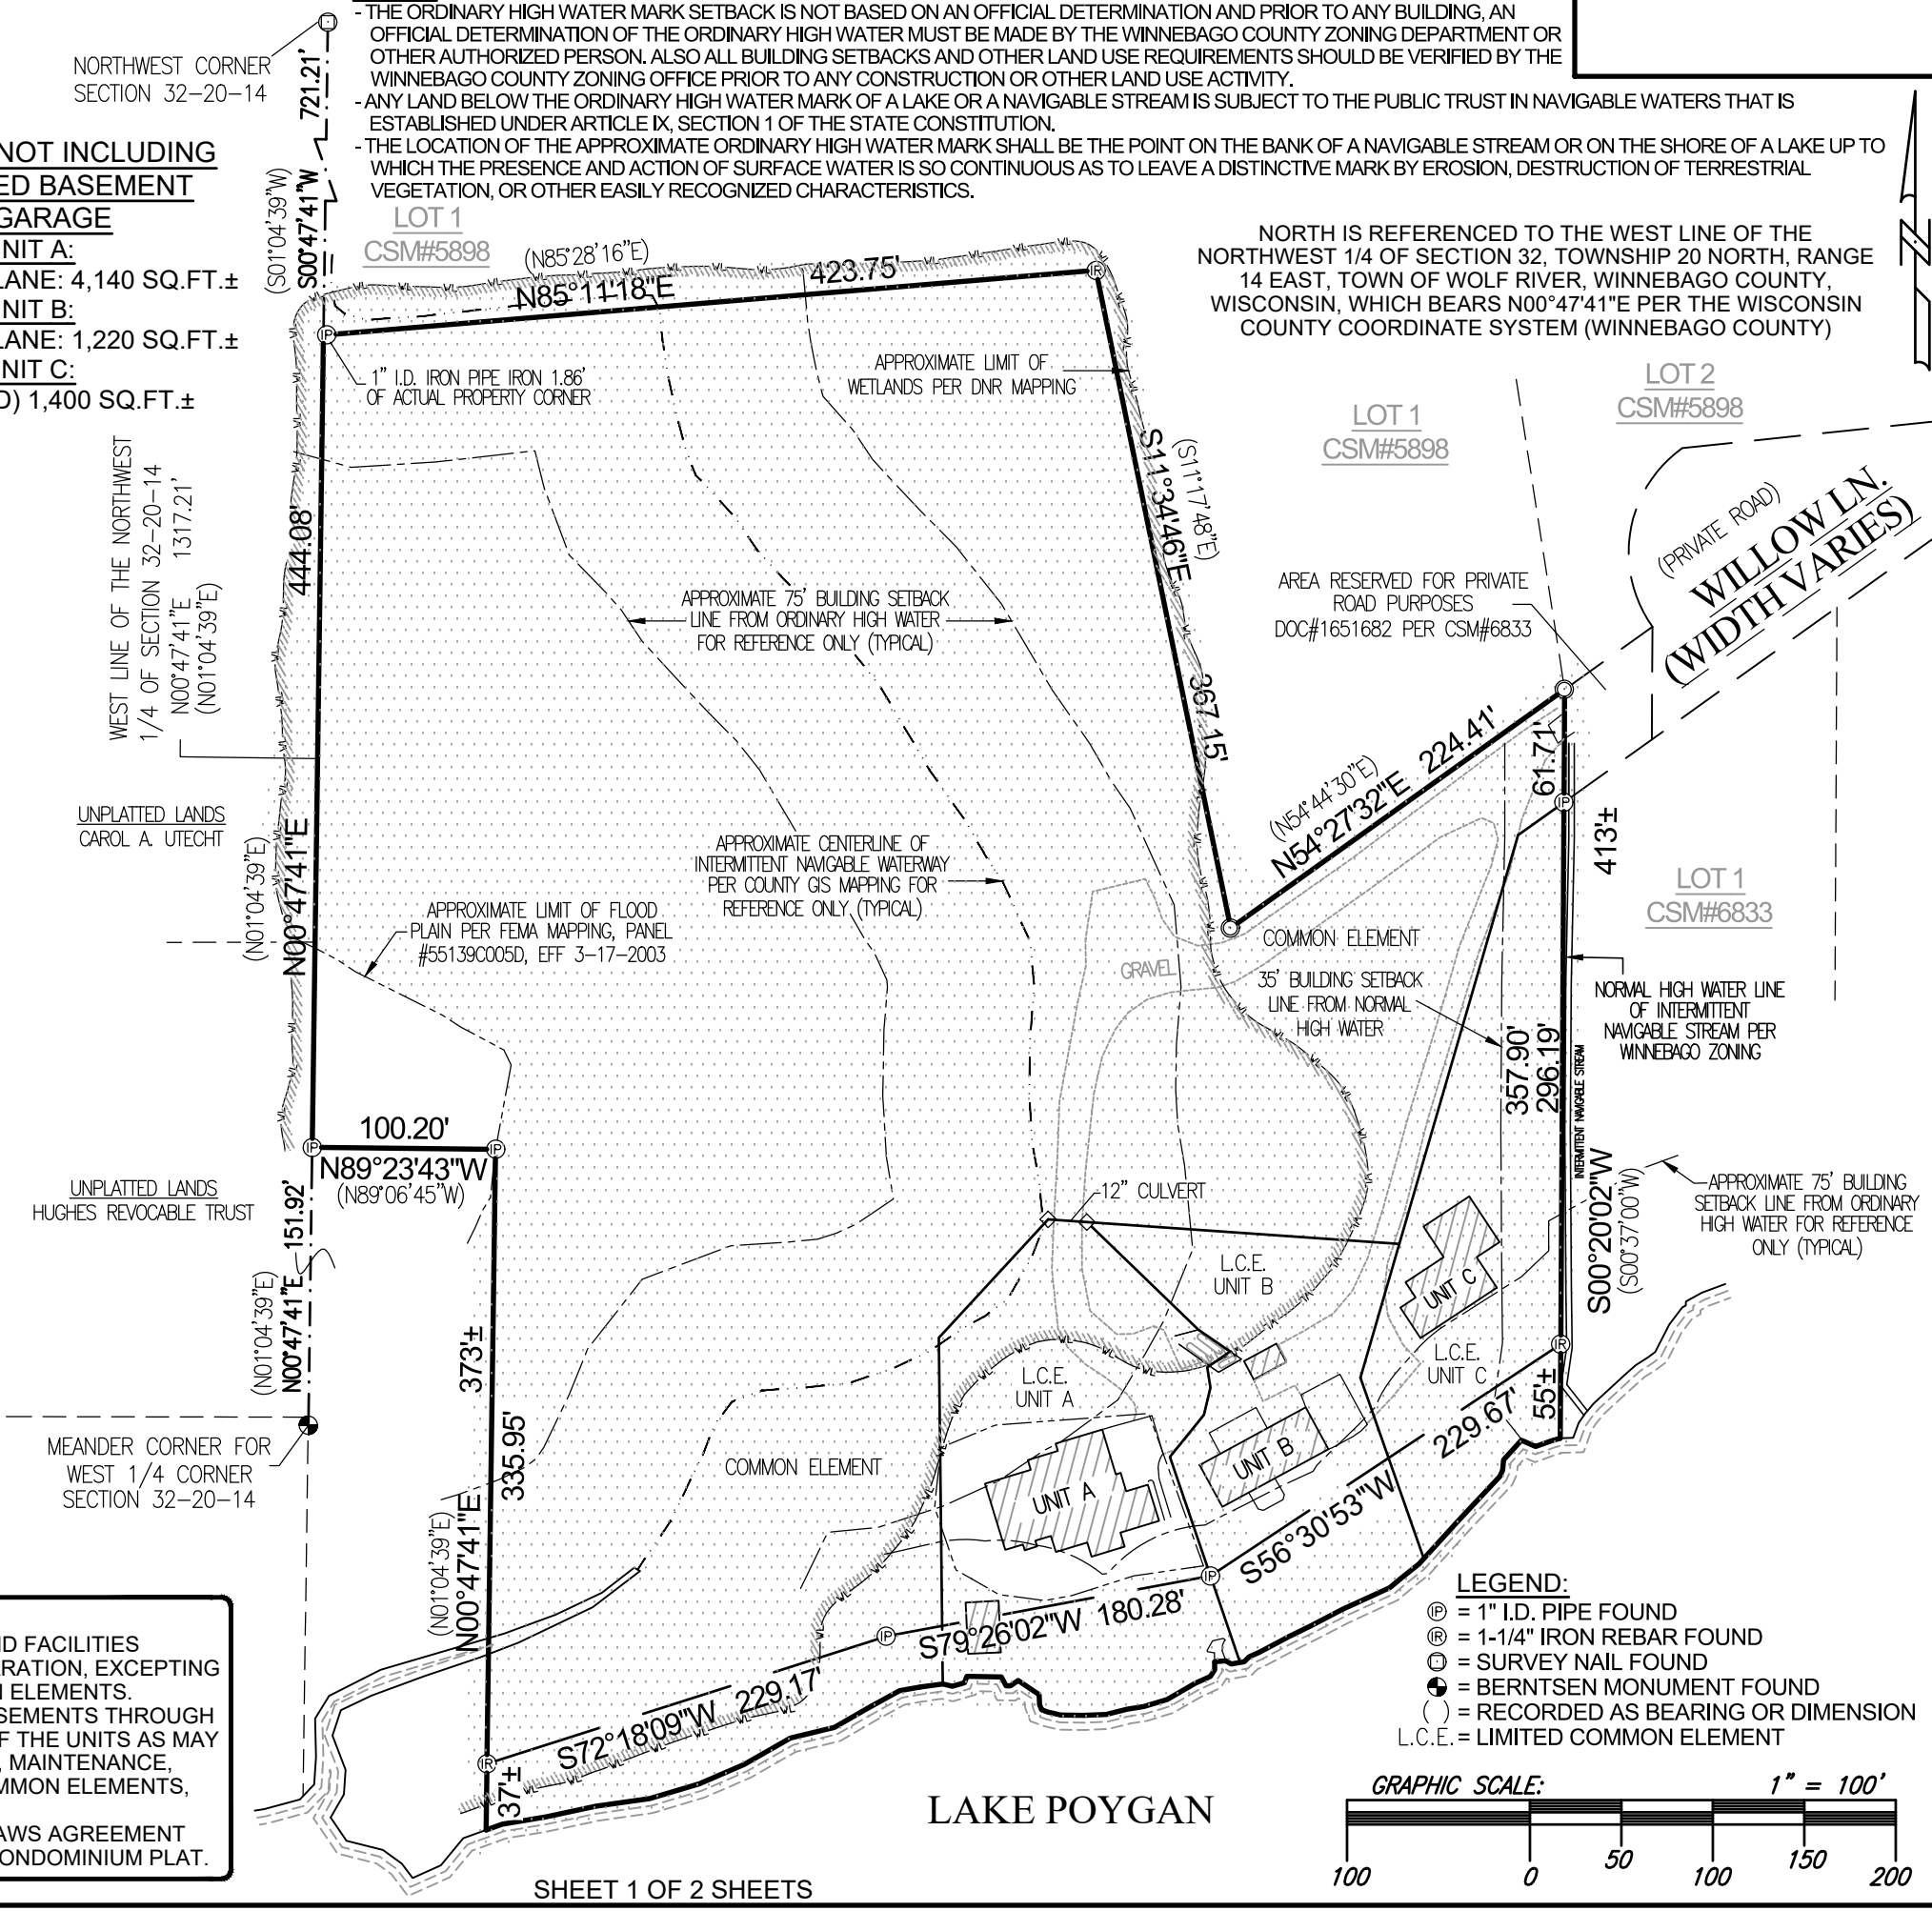 - THE ORDINARY HIGH WATER MARK SETBACK IS NOT BASED ON AN OFFICIAL DETERMINATION AND PRIOR TO ANY BUILDING, AN
OFFICIAL DETERMINATION OF THE ORDINARY HIGH WATER MUST BE MADE BY THE WINNEBAGO COUNTY ZONING DEPARTMENT OR
OTHER AUTHORIZED PERSON. ALSO ALL BUILDING SETBACKS AND OTHER LAND USE REQUIREMENTS SHOULD BE VERIFIED BY THE
WINNEBAGO COUNTY ZONING OFFICE PRIOR TO ANY CONSTRUCTION OR OTHER LAND USE ACTIVITY.
- ANY LAND BELOW THE ORDINARY HIGH WATER MARK OF A LAKE OR A NAVIGABLE STREAM IS SUBJECT TO THE PUBLIC TRUST IN NAVIGABLE WATERS THAT IS
ESTABLISHED UNDER ARTICLE IX, SECTION 1 OF THE STATE CONSTITUTION.
- THE LOCATION OF THE APPROXIMATE ORDINARY HIGH WATER MARK SHALL BE THE POINT ON THE BANK OF A NAVIGABLE STREAM OR ON THE SHORE OF A LAKE UP TO
WHICH THE PRESENCE AND ACTION OF SURFACE WATER IS SO CONTINUOUS AS TO LEAVE A DISTINCTIVE MARK BY EROSION, DESTRUCTION OF TERRESTRIAL
VEGETATION, OR OTHER EASILY RECOGNIZED CHARACTERISTICS.
NORTHWEST CORNER
SECTION 32-20-14
721.21'
S00°47'41"W
(S01°04'39"W)
NOT INCLUDING
ED BASEMENT
GARAGE
NIT A:
LANE: 4,140 SQ.FT.±
NIT B:
LANE: 1,220 SQ.FT.±
NIT C:
D) 1,400 SQ.FT.±
LOT 1
CSM#5898
(N85°28'16"E)
N85°11'18"E
423.75'
NORTH IS REFERENCED TO THE WEST LINE OF THE
NORTHWEST 1/4 OF SECTION 32, TOWNSHIP 20 NORTH, RANGE
14 EAST, TOWN OF WOLF RIVER, WINNEBAGO COUNTY,
WISCONSIN, WHICH BEARS N00°47'41"E PER THE WISCONSIN
COUNTY COORDINATE SYSTEM (WINNEBAGO COUNTY)
N
1" I.D. IRON PIPE IRON 1.86'
OF ACTUAL PROPERTY CORNER
APPROXIMATE LIMIT OF
WETLANDS PER DNR MAPPING
LOT 1
CSM#5898
LOT 2
CSM#5898
WEST LINE OF THE NORTHWEST
1/4 OF SECTION 32-20-14
N00°47'41"E 1317.21'
(N01°04'39"E)
444.08'
S11°34'46"E
(S11°17'48"E)
367.15'
(PRIVATE ROAD)
WILLOW LN.
(WIDTH VARIES)
AREA RESERVED FOR PRIVATE
ROAD PURPOSES
DOC#1651682 PER CSM#6833
APPROXIMATE 75' BUILDING SETBACK
LINE FROM ORDINARY HIGH WATER
FOR REFERENCE ONLY (TYPICAL)
(N54°44'30"E)
N54°27'32"E 224.41'
61.71'
413'±
UNPLATTED LANDS
CAROL A. UTECHT
N00°47'41"E
(N01°04'39"E)
APPROXIMATE CENTERLINE OF
INTERMITTENT NAVIGABLE WATERWAY
PER COUNTY GIS MAPPING FOR
REFERENCE ONLY (TYPICAL)
APPROXIMATE LIMIT OF FLOOD
PLAIN PER FEMA MAPPING, PANEL
#55139C005D, EFF 3-17-2003
LOT 1
CSM#6833
COMMON ELEMENT
GRAVEL
35' BUILDING SETBACK
LINE FROM NORMAL
HIGH WATER
NORMAL HIGH WATER LINE
OF INTERMITTENT
NAVIGABLE STREAM PER
WINNEBAGO ZONING
357.90'
296.19'
INTERMITTENT NAVIGABLE STREAM
S00°20'02"W
(S00°37'00"W)
100.20'
N89°23'43"W
(N89°06'45"W)
UNPLATTED LANDS
HUGHES REVOCABLE TRUST
151.92'
N00°47'41"E
(N01°04'39"E)
12" CULVERT
APPROXIMATE 75' BUILDING
SETBACK LINE FROM ORDINARY
HIGH WATER FOR REFERENCE
ONLY (TYPICAL)
L.C.E.
UNIT B
UNIT C
L.C.E.
UNIT C
L.C.E.
UNIT A
373'±
335.95'
55'±
229.67'
S56°30'53"W
MEANDER CORNER FOR
WEST 1/4 CORNER
SECTION 32-20-14
COMMON ELEMENT
UNIT A
UNIT B
N00°47'41"E
(N01°04'39"E)
S79°26'02"W 180.28'
S72°18'09"W 229.17'
37'±
ND FACILITIES
ARATION, EXCEPTING
N ELEMENTS.
SEMENTS THROUGH
F THE UNITS AS MAY
, MAINTENANCE,
MMON ELEMENTS,
AWS AGREEMENT
ONDOMINIUM PLAT.
LEGEND:
IP = 1" I.D. PIPE FOUND
IR = 1-1/4" IRON REBAR FOUND
= SURVEY NAIL FOUND
= BERNTSEN MONUMENT FOUND
( ) = RECORDED AS BEARING OR DIMENSION
L.C.E. = LIMITED COMMON ELEMENT
LAKE POYGAN
GRAPHIC SCALE: 1" = 100'
100 0 50 100 150 200
SHEET 1 OF 2 SHEETS